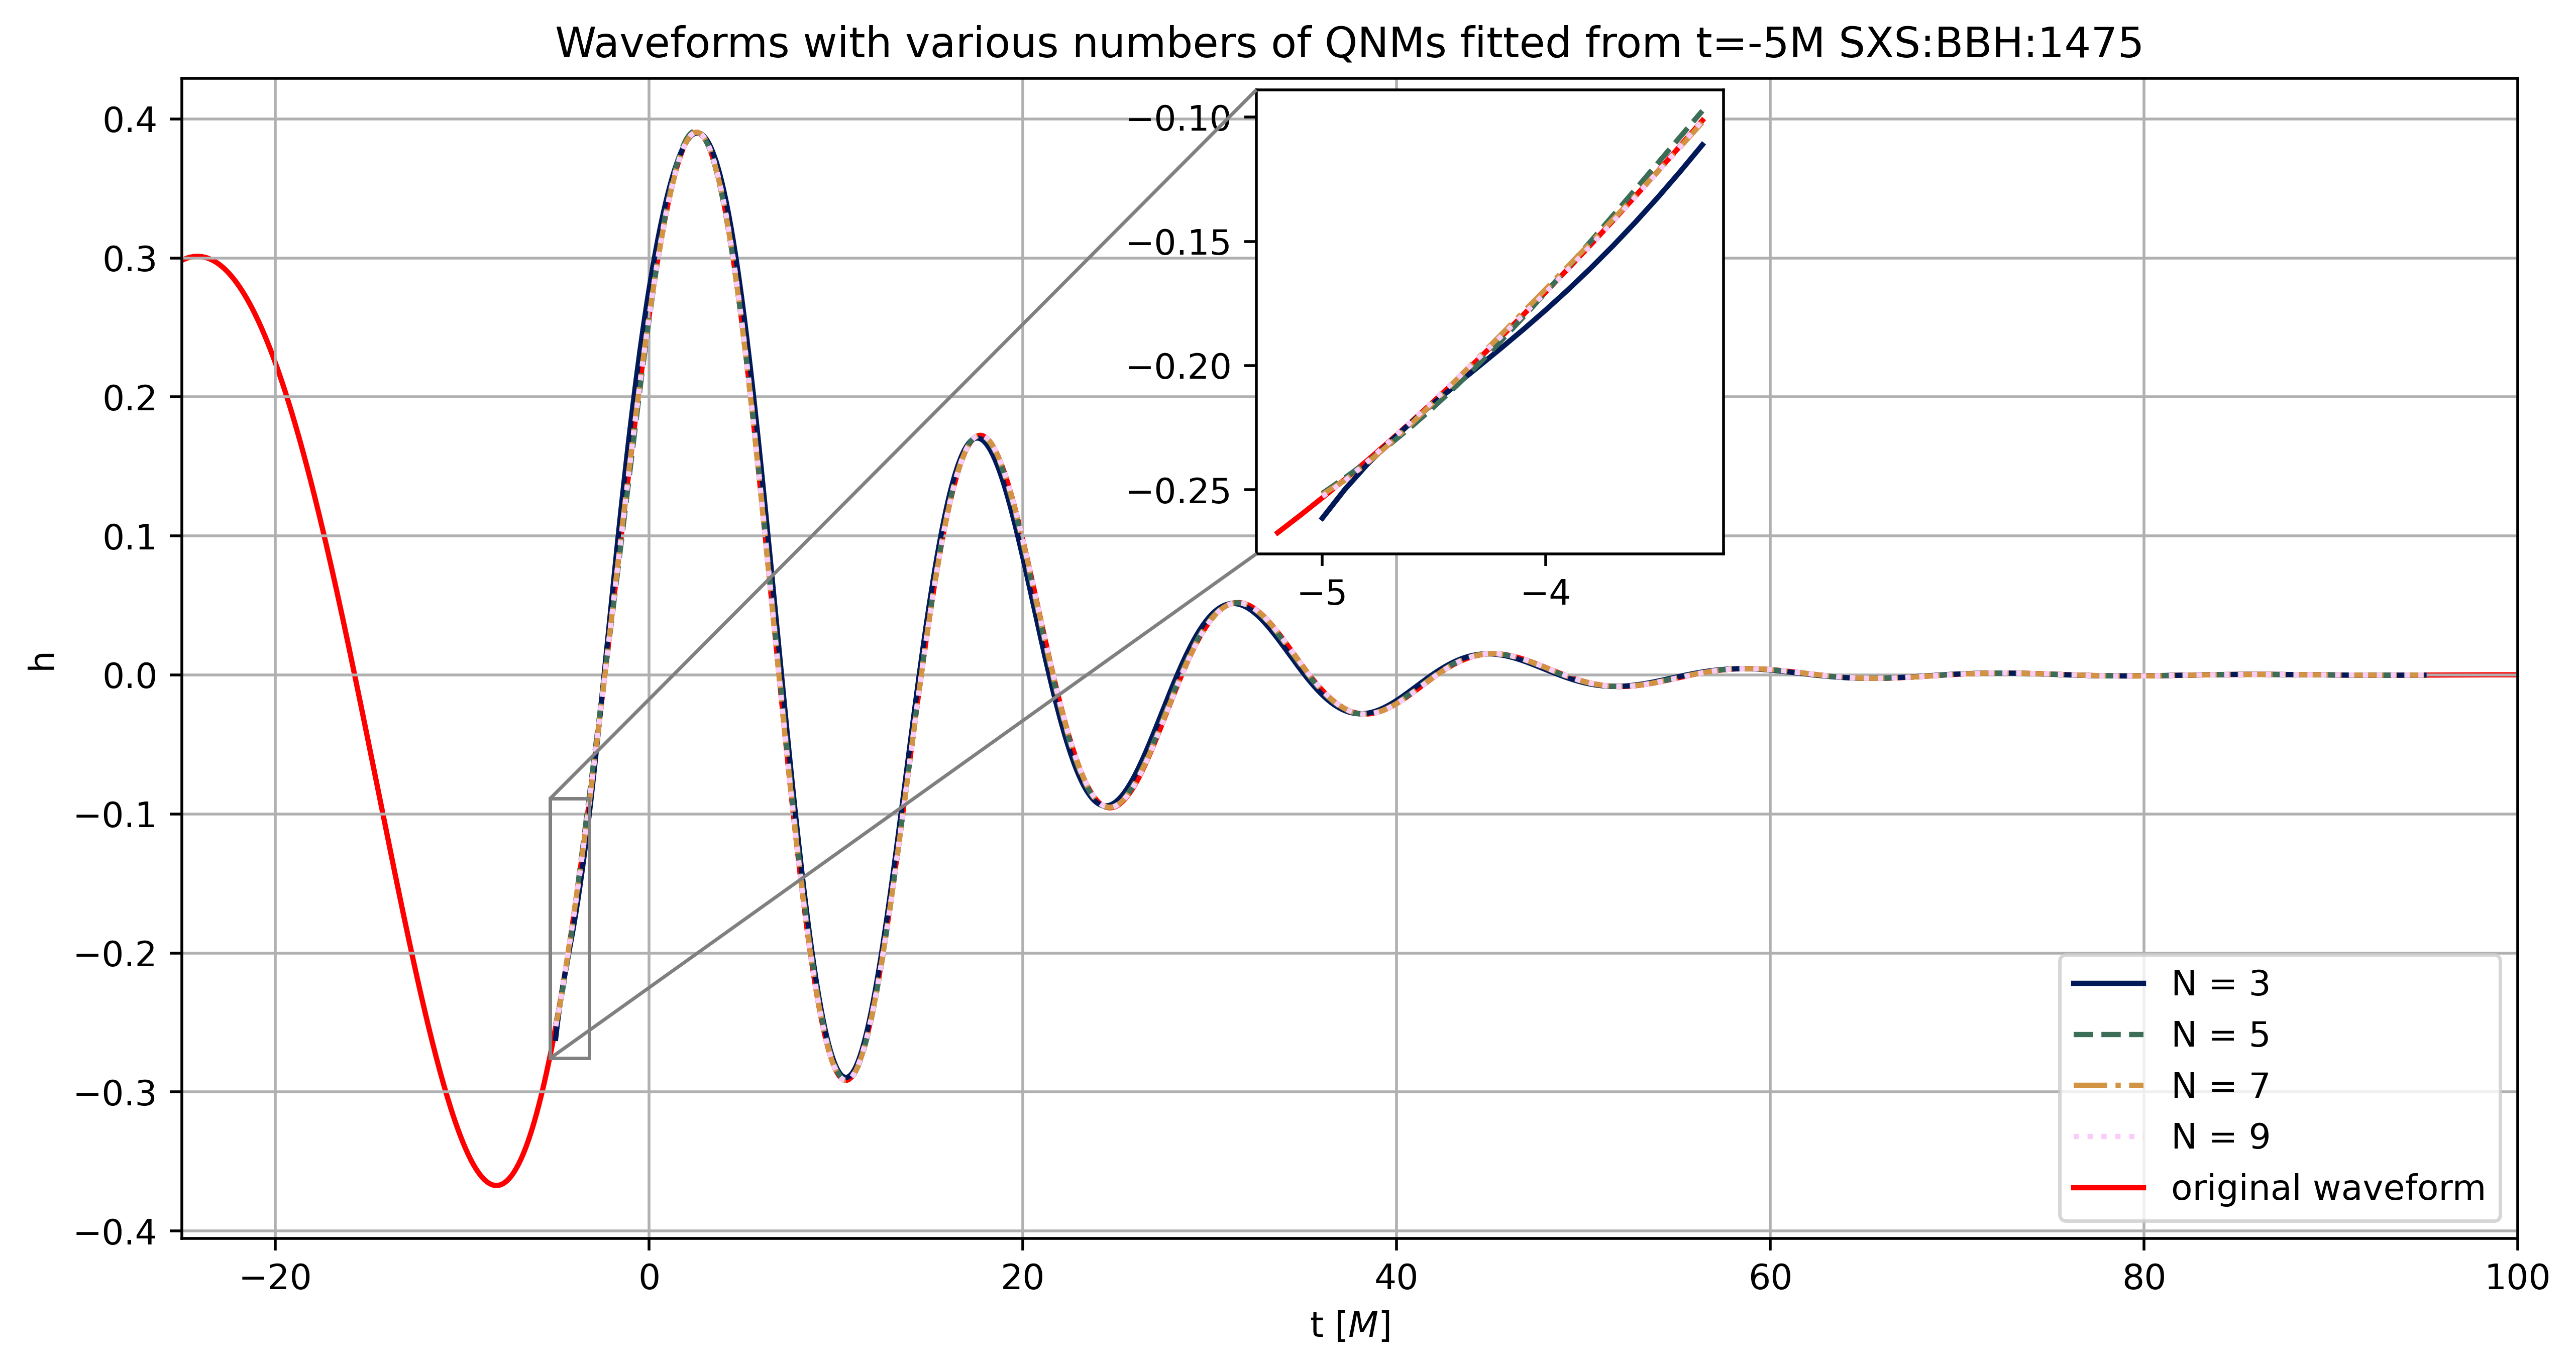 Waveforms with various numbers of QNMs fitted from t=-5M SXS:BBH:1475
h
0.4
0.3
0.2
0.1
0.0
−0.1
−0.2
−0.3
−0.4
−0.10
−0.15
−0.20
−0.25
−5 −4
N = 3
N = 5
N = 7
N = 9
original waveform
−20 0 20 40 60 80 100
t [M]